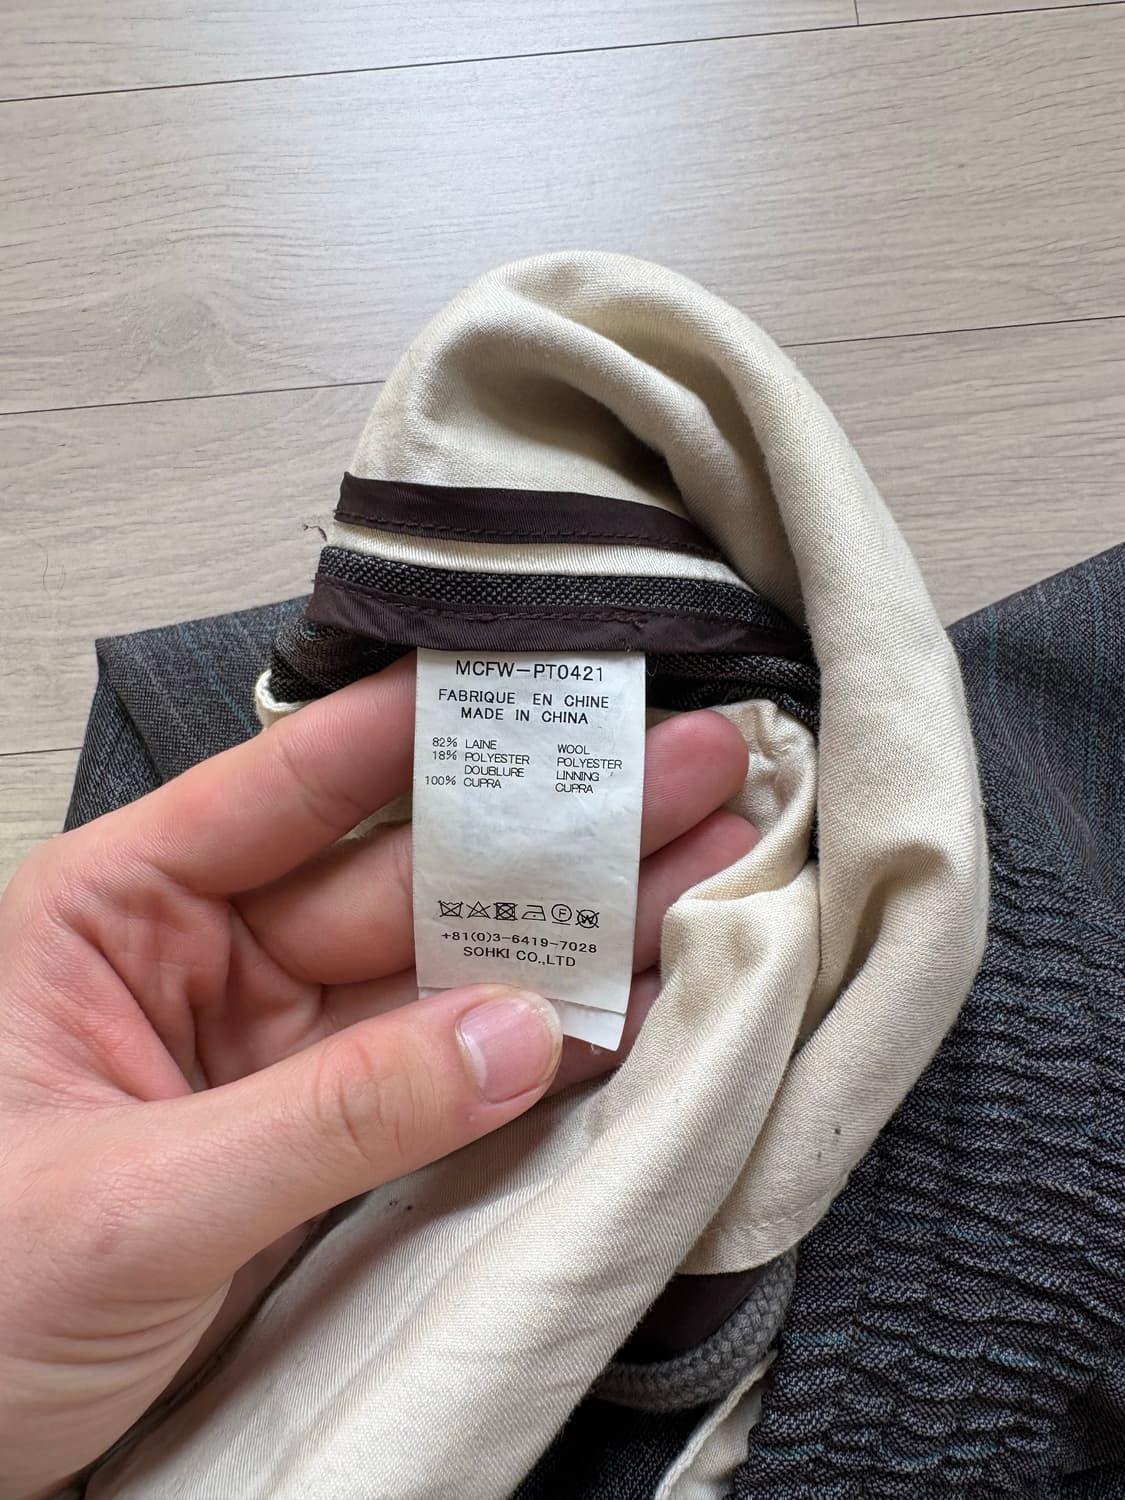 MCFW-PT0421
FABRIQUE EN CHINE
MADE IN CHINA
82% LAINE WOOL
18% POLYESTER POLYESTER
DOUBLURE LINNING
100% CUPRA CUPRA
+81(0)3-6419-7028
SOHKI CO.,LTD